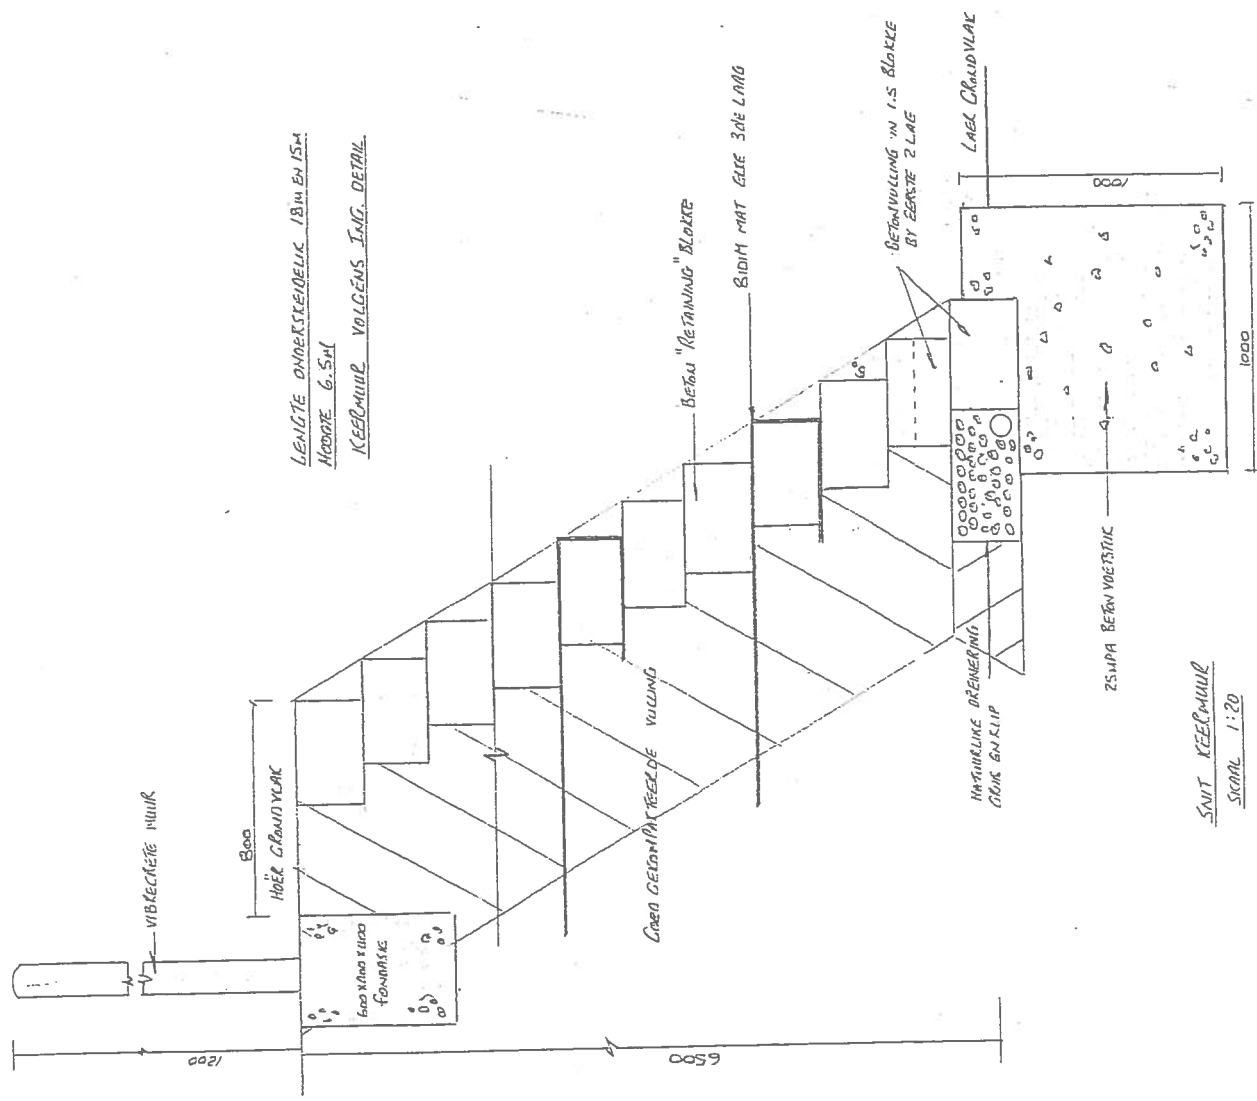 LENGTE ONDERSKEIDELIK 18M EN 15M
HOOGTE 6.5M
KEERMUUR VOLGENS ING. DETAIL
VIBRECRETE MUUR
1200
800
HOËR GRONDVLAK
FONDASIE
6500
GOED GEKOMPAKTEERDE VULLING
BETON "RETAINING" BLOKKE
BIDIM MAT ELKE 3DE LAAG
BETONVULLING IN 1.5 BLOKKE
BY EERSTE 2 LAE
LAER GRONDVLAK
1000
1000
NATUURLIKE DREINERING
GRUIS EN KLIP
25MPA BETON VOETSTUK
SNIT KEERMUUR
SKAAL 1:20